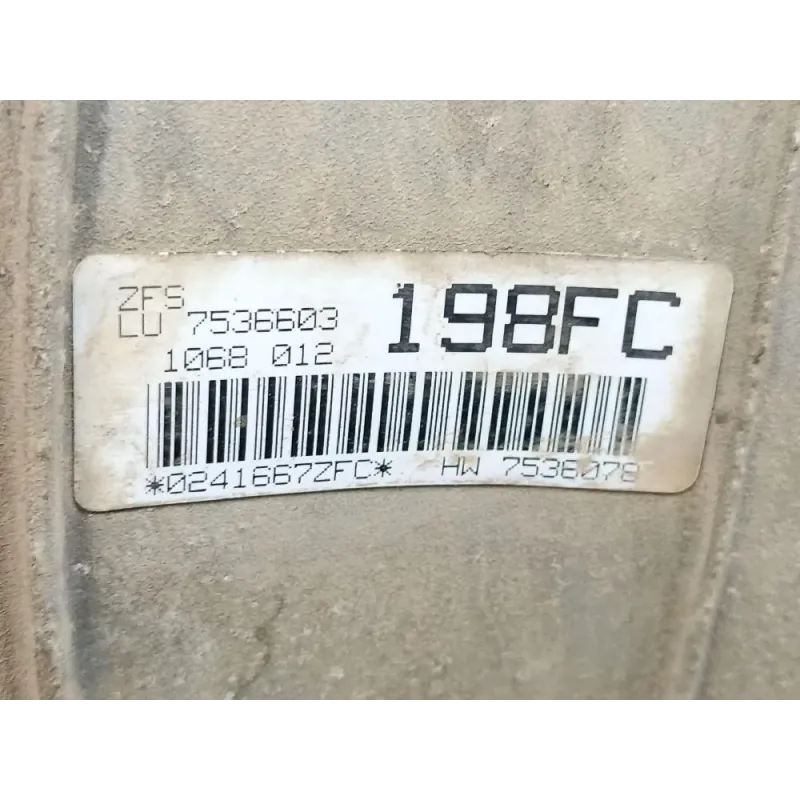 ZFS 198FC
LU 7536603
1068 012
*0241667ZFC* HW 7536078